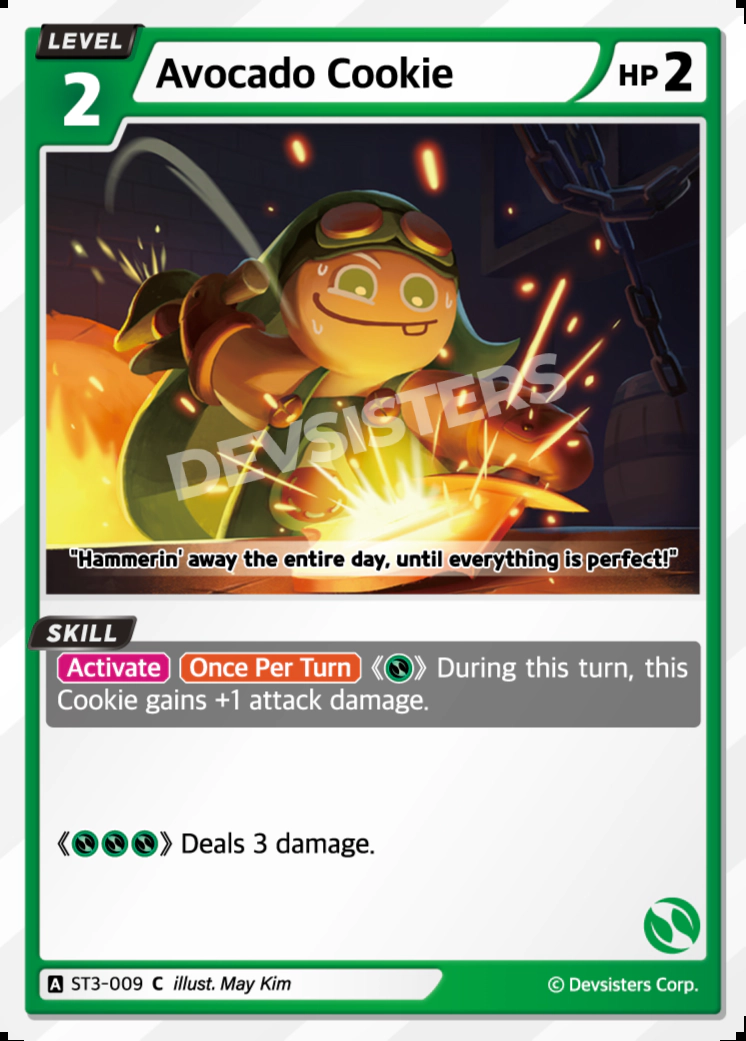 LEVEL
2
Avocado Cookie
HP 2
DEVSISTERS
"Hammerin' away the entire day, until everything is perfect!"
SKILL
Activate Once Per Turn 《》 During this turn, this
Cookie gains +1 attack damage.
《》 Deals 3 damage.
A ST3-009 C illust. May Kim
© Devsisters Corp.